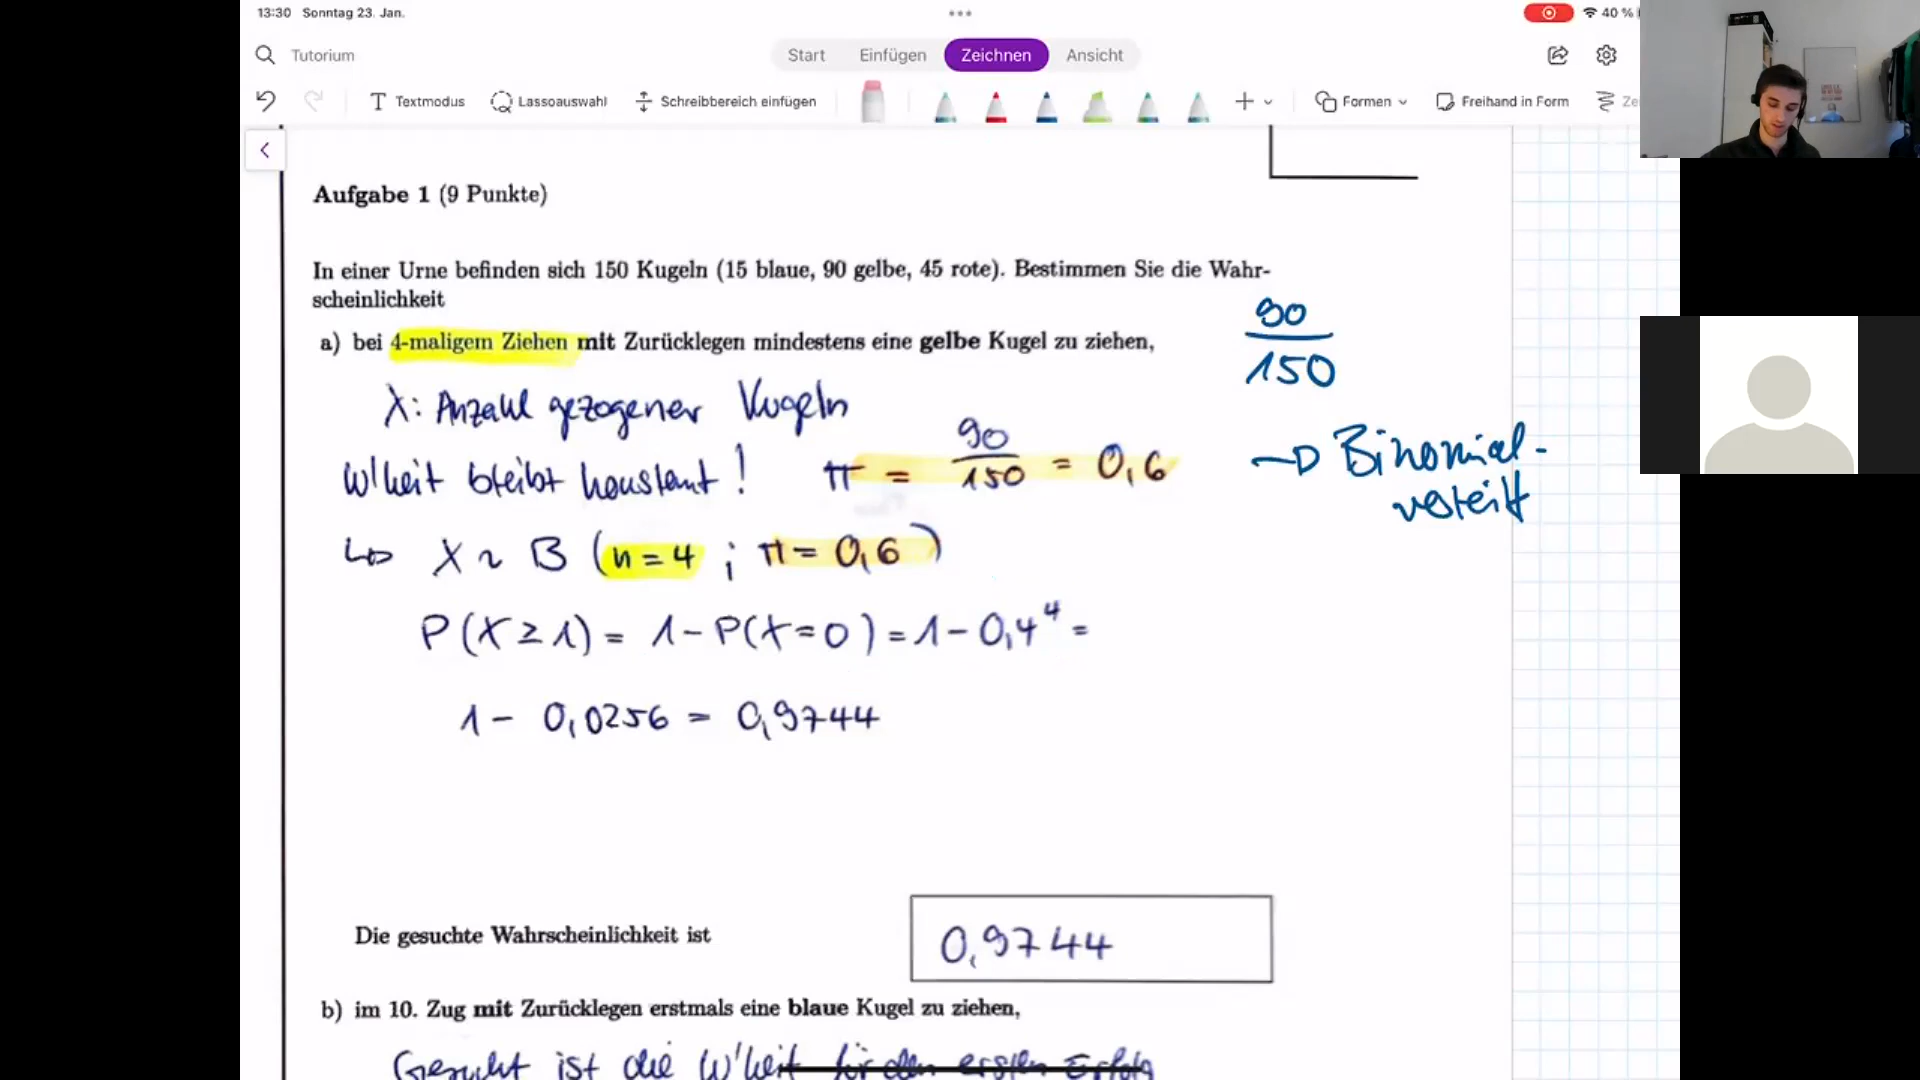 13:30 Sonntag 23. Jan.
40 %
Tutorium
Start Einfügen Zeichnen Ansicht
Textmodus Lassoauswahl Schreibbereich einfügen Formen Freihand in Form
Aufgabe 1 (9 Punkte)
In einer Urne befinden sich 150 Kugeln (15 blaue, 90 gelbe, 45 rote). Bestimmen Sie die Wahr-
scheinlichkeit
90
150
a) bei 4-maligem Ziehen mit Zurücklegen mindestens eine gelbe Kugel zu ziehen,
X: Anzahl gezogener Kugeln
W'keit bleibt konstant! π = 90/150 = 0,6
→ Binomial-
verteilt
↳ X ~ B (n = 4 ; π = 0,6)
P(X ≥ 1) = 1 - P(X = 0) = 1 - 0,4⁴ =
1 - 0,0256 = 0,9744
Die gesuchte Wahrscheinlichkeit ist 0,9744
b) im 10. Zug mit Zurücklegen erstmals eine blaue Kugel zu ziehen,
Gesucht ist die W'keit für den ersten Erfolg